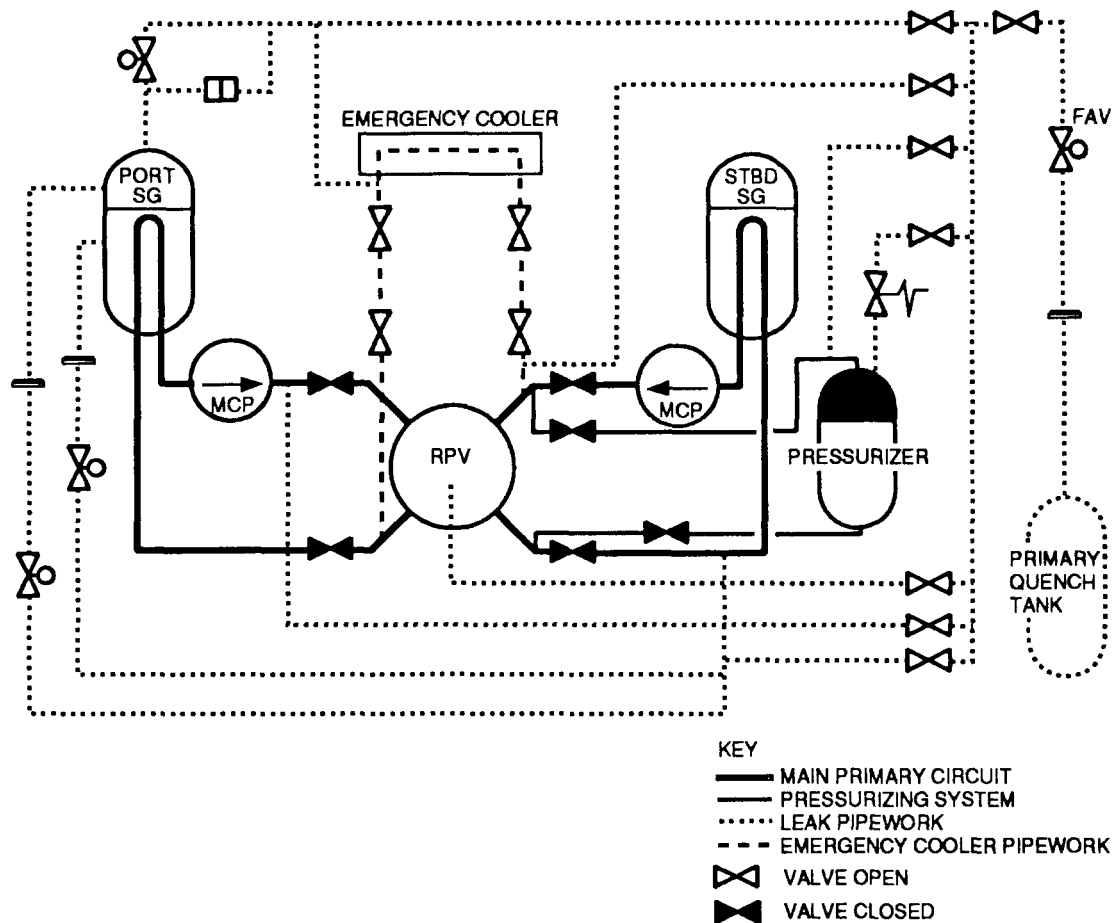 EMERGENCY COOLER
FAV
PORT
SG
STBD
SG
MCP
MCP
RPV
PRESSURIZER
PRIMARY
QUENCH
TANK
KEY
MAIN PRIMARY CIRCUIT
PRESSURIZING SYSTEM
LEAK PIPEWORK
EMERGENCY COOLER PIPEWORK
VALVE OPEN
VALVE CLOSED